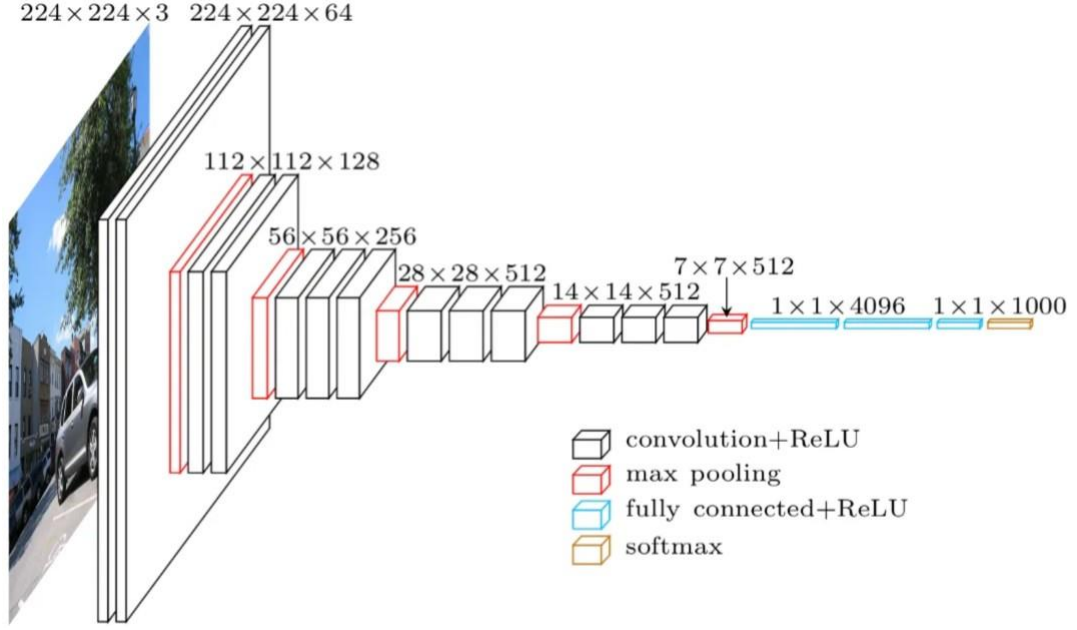 224×224×3 224×224×64
112×112×128
56×56×256
28×28×512
14×14×512
7×7×512
1×1×4096 1×1×1000
convolution+ReLU
max pooling
fully connected+ReLU
softmax